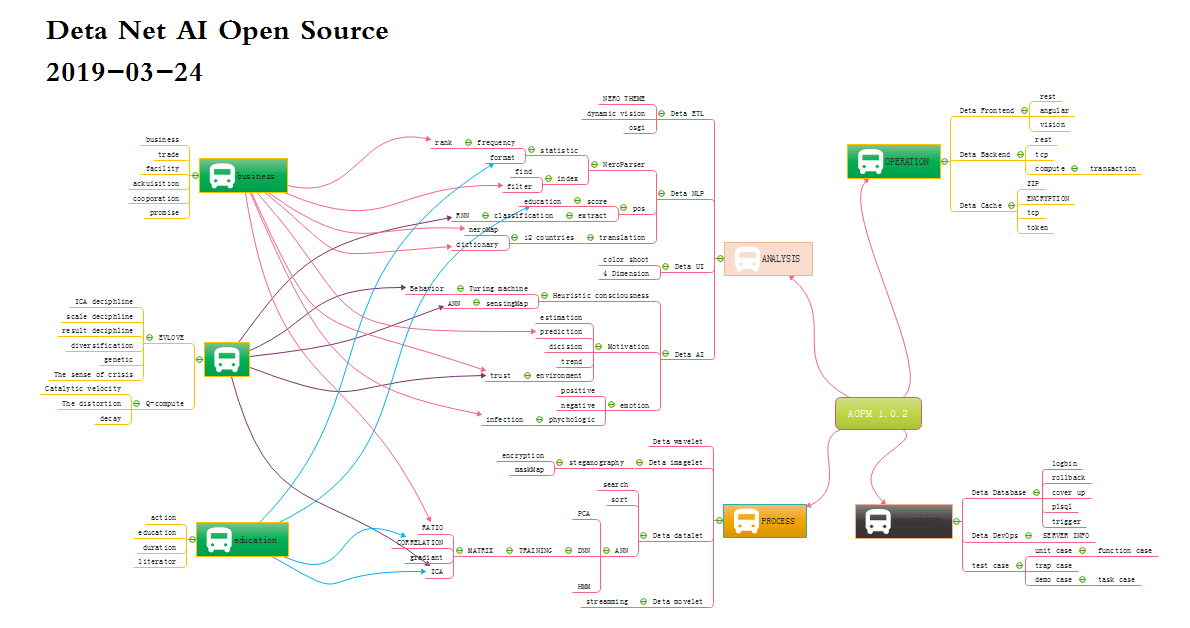 Deta Net AI Open Source
2019-03-24
business
trade
facility
ackuisition
cooporation
promise
business
ICA decipline
scale decipline
result decipline
diversification
genetic
The sense of crisis
EVLOVE
Catalytic velocity
The distortion
decay
Q-compute
action
education
duration
literator
education
NERO THEME
dynamic vision
osgi
Deta ETL
rank
frequency
format
statistic
find
filter
index
NeroParser
education
score
RNN
classification
extract
pos
nercMap
dictionary
12 countries
translation
Deta NLP
color shoot
4 Dimension
Deta UI
Behavior
Turing machine
ANN
sensingMap
Heuristic consciousness
estimation
prediction
dicision
trend
trust
environment
Motivation
positive
negative
infection
phychologic
emotion
Deta AI
ANALYSIS
Deta wavelet
encryption
maskMap
steganography
Deta imagelet
search
sort
PCA
RATIO
CORRELATION
gradiant
ICA
MATRIX
TRAINING
DNN
HMM
ANN
Deta datalet
streaming
Deta movelet
PROCESS
AOPM 1.0.2
OPERATION
Deta Frontend
rest
angular
vision
Deta Backend
rest
tcp
compute
transaction
Deta Cache
ZIP
ENCRYPTION
tcp
token
Deta Database
logbin
rollback
cover up
plsql
trigger
Deta DevOps
SERVER INFO
test case
unit case
function case
trap case
demo case
task case